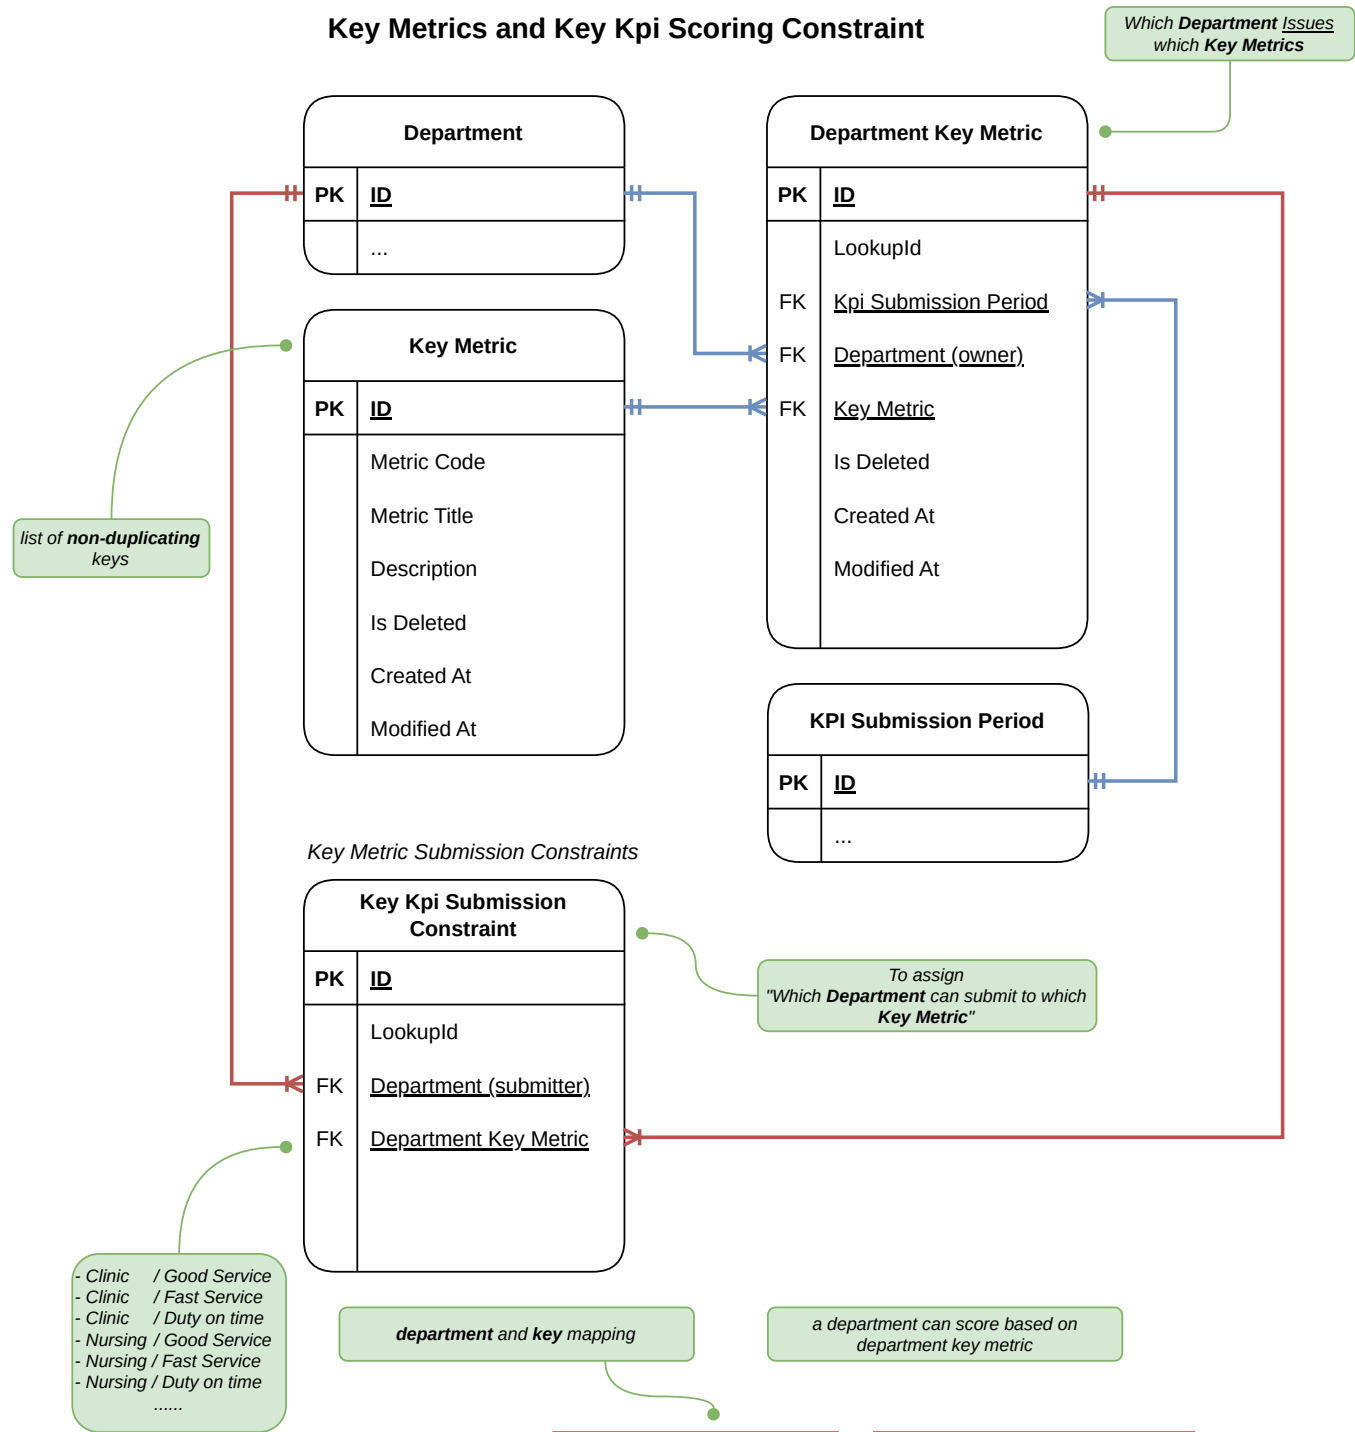 Key Metrics and Key Kpi Scoring Constraint
Which Department Issues
which Key Metrics
Department
PK ID
...
Department Key Metric
PK ID
LookupId
FK Kpi Submission Period
FK Department (owner)
FK Key Metric
Is Deleted
Created At
Modified At
Key Metric
PK ID
Metric Code
Metric Title
Description
Is Deleted
Created At
Modified At
list of non-duplicating
keys
KPI Submission Period
PK ID
...
Key Metric Submission Constraints
Key Kpi Submission
Constraint
PK ID
LookupId
FK Department (submitter)
FK Department Key Metric
To assign
"Which Department can submit to which
Key Metric"
- Clinic / Good Service
- Clinic / Fast Service
- Clinic / Duty on time
- Nursing / Good Service
- Nursing / Fast Service
- Nursing / Duty on time
......
department and key mapping
a department can score based on
department key metric